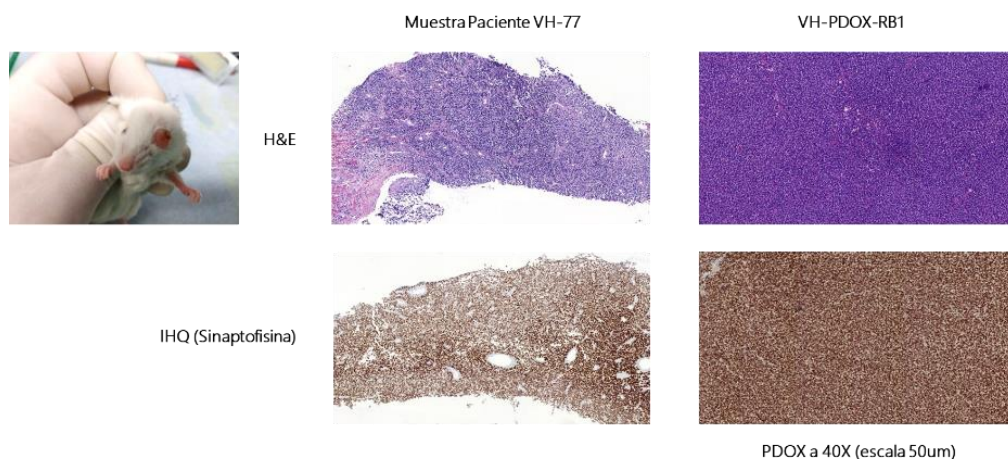 Muestra Paciente VH-77
VH-PDOX-RB1
H&E
IHQ (Sinaptofisina)
PDOX a 40X (escala 50um)